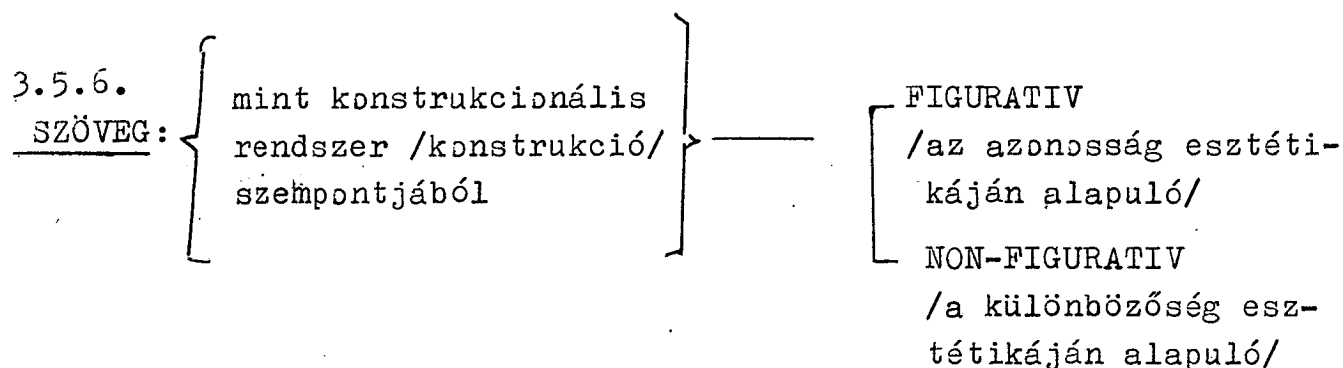 3.5.6.
SZÖVEG:
mint konstrukcionális
rendszer /konstrukció/
szempontjából
FIGURATIV
/az azonosság esztéti-
káján alapuló/
NON-FIGURATIV
/a különbözőség esz-
tétikáján alapuló/